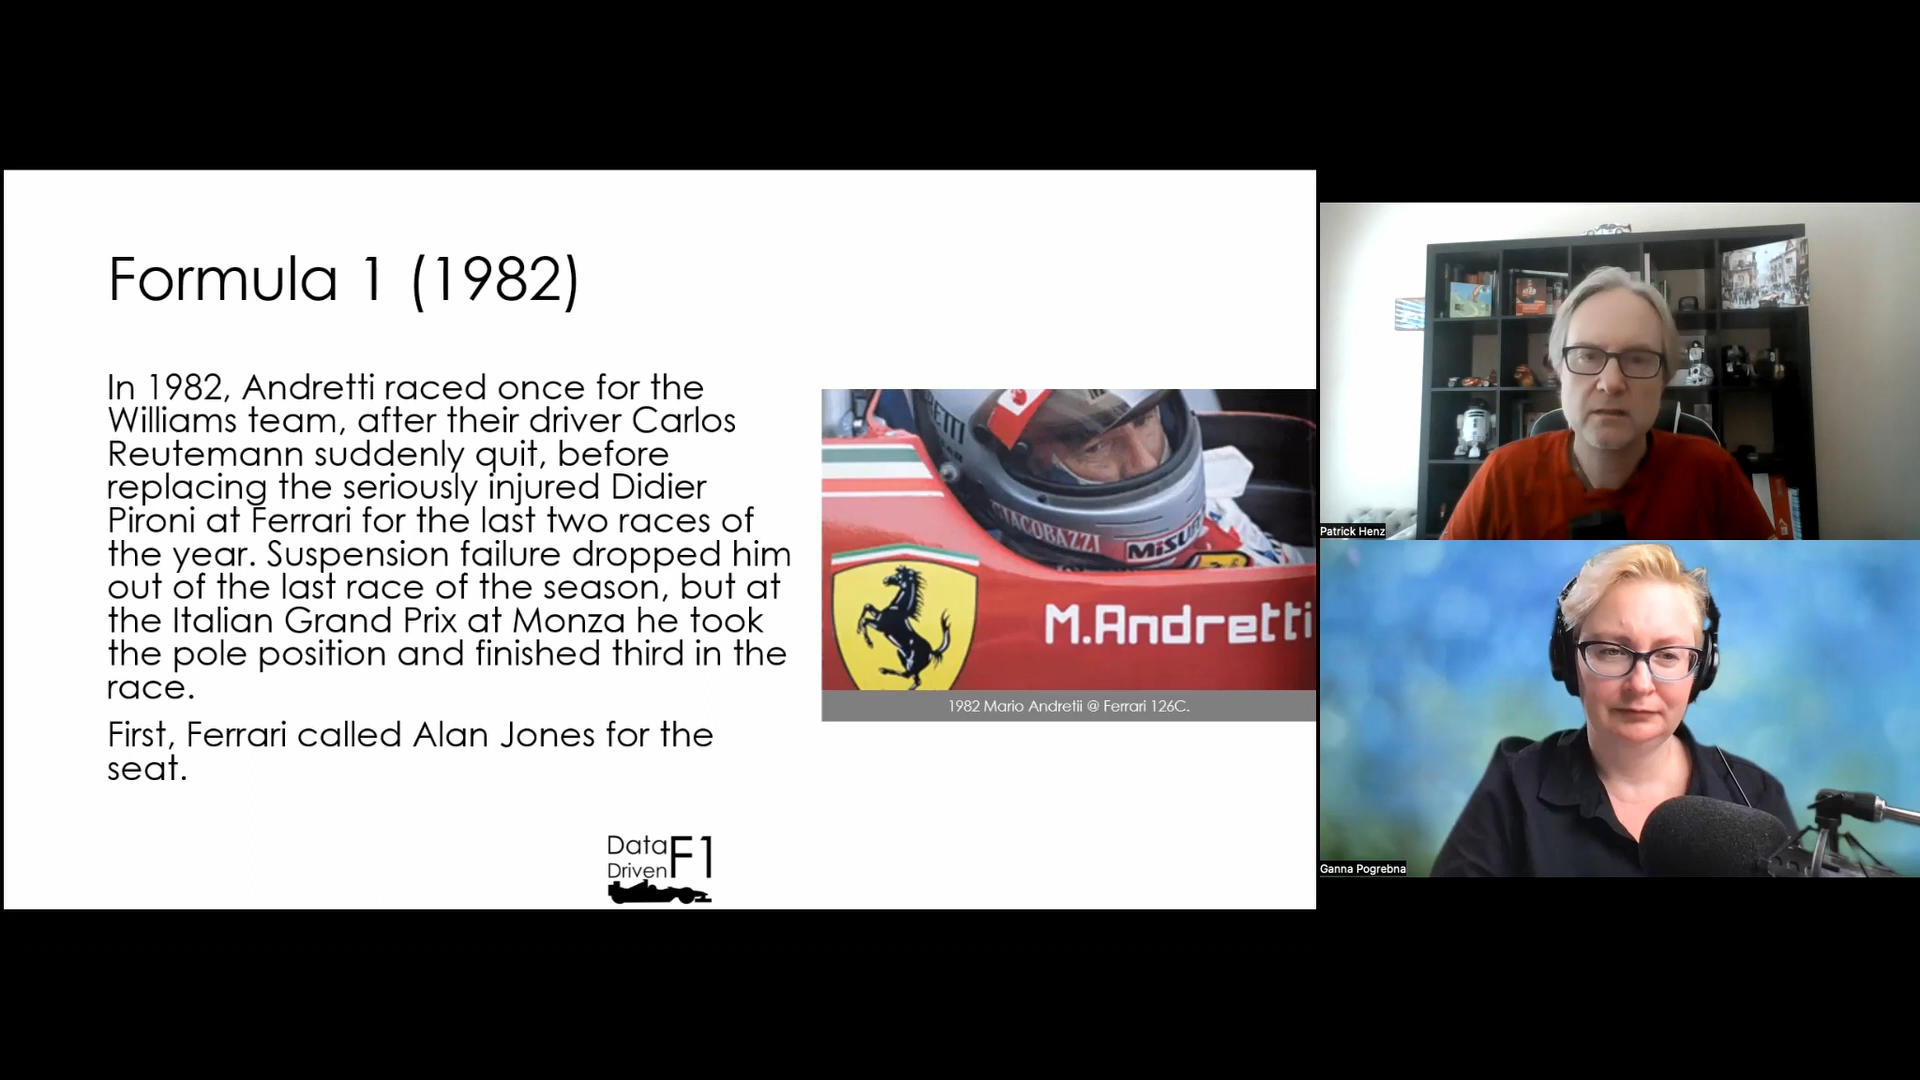 Formula 1 (1982)
In 1982, Andretti raced once for the
Williams team, after their driver Carlos
Reutemann suddenly quit, before
replacing the seriously injured Didier
Pironi at Ferrari for the last two races of
the year. Suspension failure dropped him
out of the last race of the season, but at
the Italian Grand Prix at Monza he took
the pole position and finished third in the
race.
First, Ferrari called Alan Jones for the
seat.
GIACOBAZZI
M.Andretti
1982 Mario Andretii @ Ferrari 126C.
Data
Driven
F1
Patrick Henz
Ganna Pogrebna